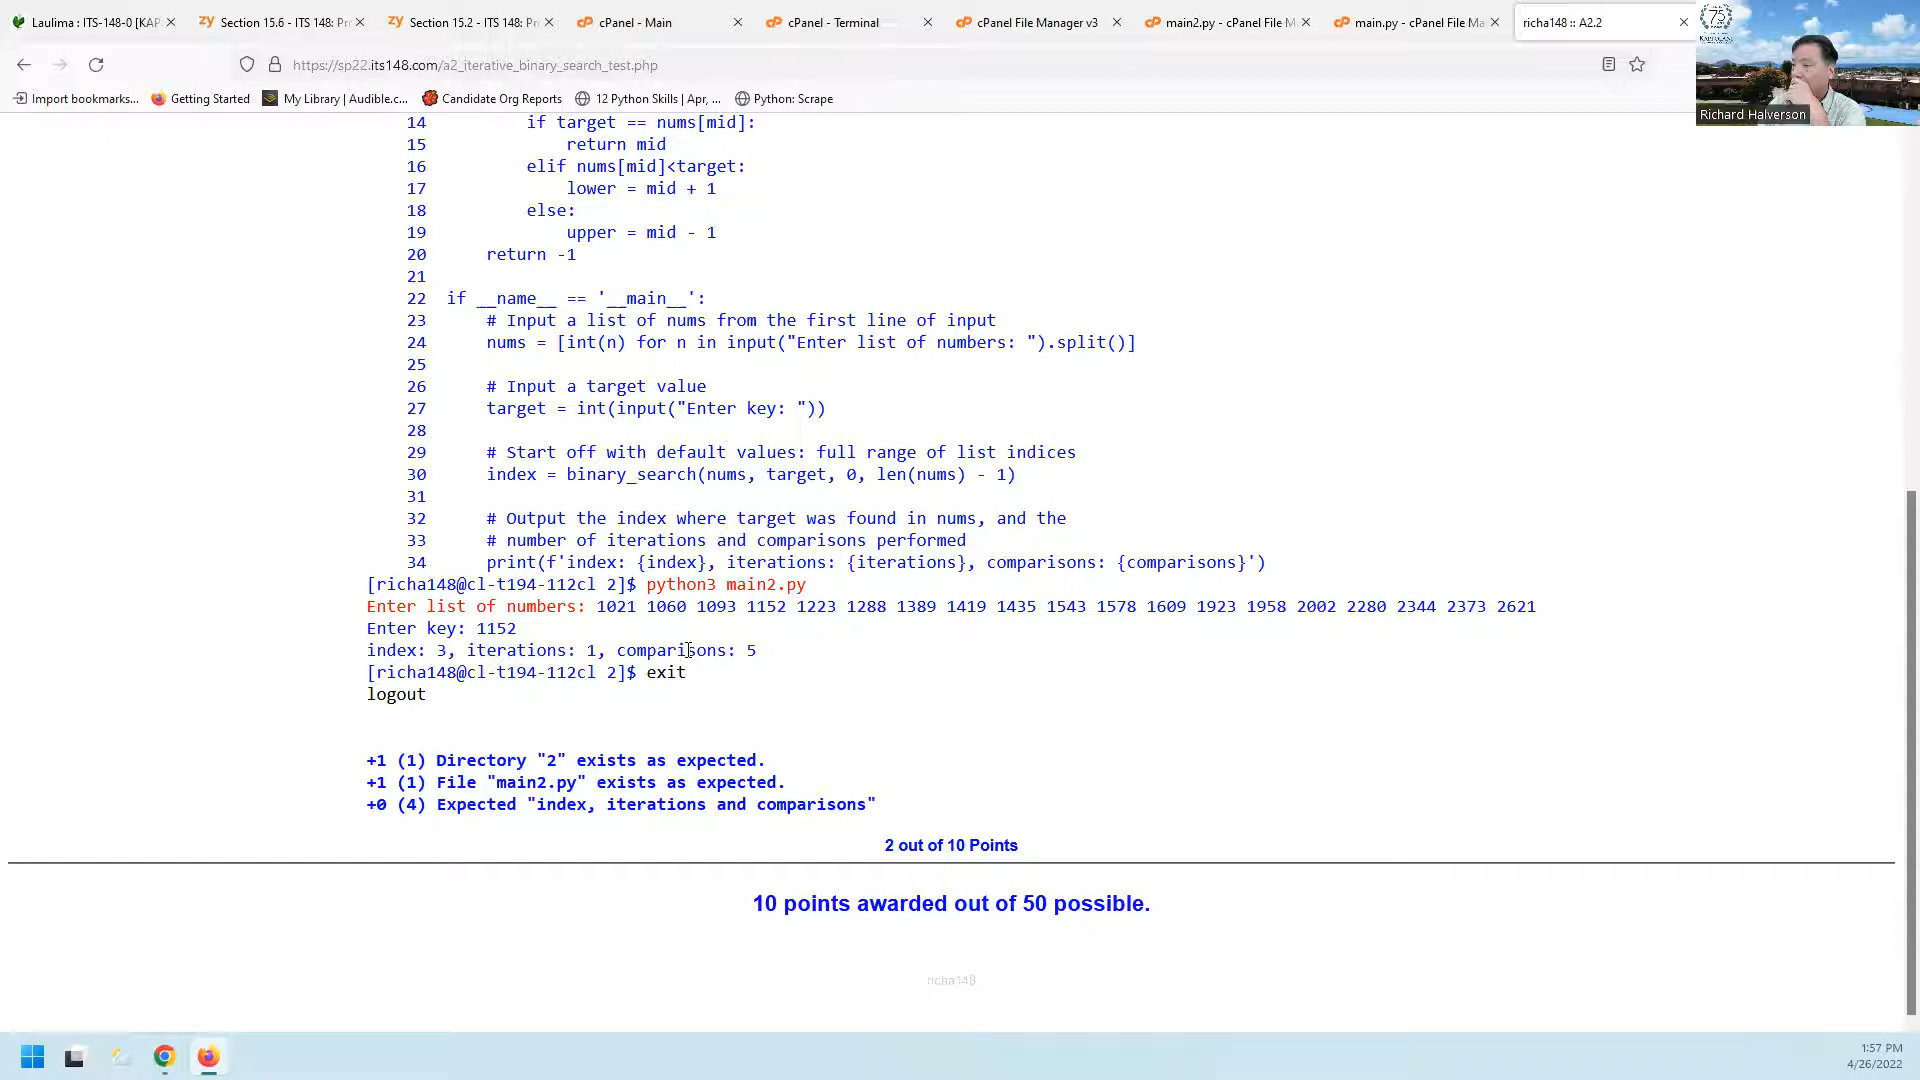 Laulima : ITS-148-0 [KAP
Section 15.6 - ITS 148: Pr
Section 15.2 - ITS 148: Pr
cPanel - Main
cPanel - Terminal
cPanel File Manager v3
main2.py - cPanel File M
main.py - cPanel File Ma
richa148 :: A2.2
https://sp22.its148.com/a2_iterative_binary_search_test.php
Import bookmarks...
Getting Started
My Library | Audible.c...
Candidate Org Reports
12 Python Skills | Apr, ...
Python: Scrape
75
Richard Halverson
14 if target == nums[mid]:
15 return mid
16 elif nums[mid]<target:
17 lower = mid + 1
18 else:
19 upper = mid - 1
20 return -1
21
22 if __name__ == '__main__':
23 # Input a list of nums from the first line of input
24 nums = [int(n) for n in input("Enter list of numbers: ").split()]
25
26 # Input a target value
27 target = int(input("Enter key: "))
28
29 # Start off with default values: full range of list indices
30 index = binary_search(nums, target, 0, len(nums) - 1)
31
32 # Output the index where target was found in nums, and the
33 # number of iterations and comparisons performed
34 print(f'index: {index}, iterations: {iterations}, comparisons: {comparisons}')
[richa148@cl-t194-112cl 2]$ python3 main2.py
Enter list of numbers: 1021 1060 1093 1152 1223 1288 1389 1419 1435 1543 1578 1609 1923 1958 2002 2280 2344 2373 2621
Enter key: 1152
index: 3, iterations: 1, comparisons: 5
[richa148@cl-t194-112cl 2]$ exit
logout
+1 (1) Directory "2" exists as expected.
+1 (1) File "main2.py" exists as expected.
+0 (4) Expected "index, iterations and comparisons"
2 out of 10 Points
10 points awarded out of 50 possible.
richa148
1:57 PM
4/26/2022